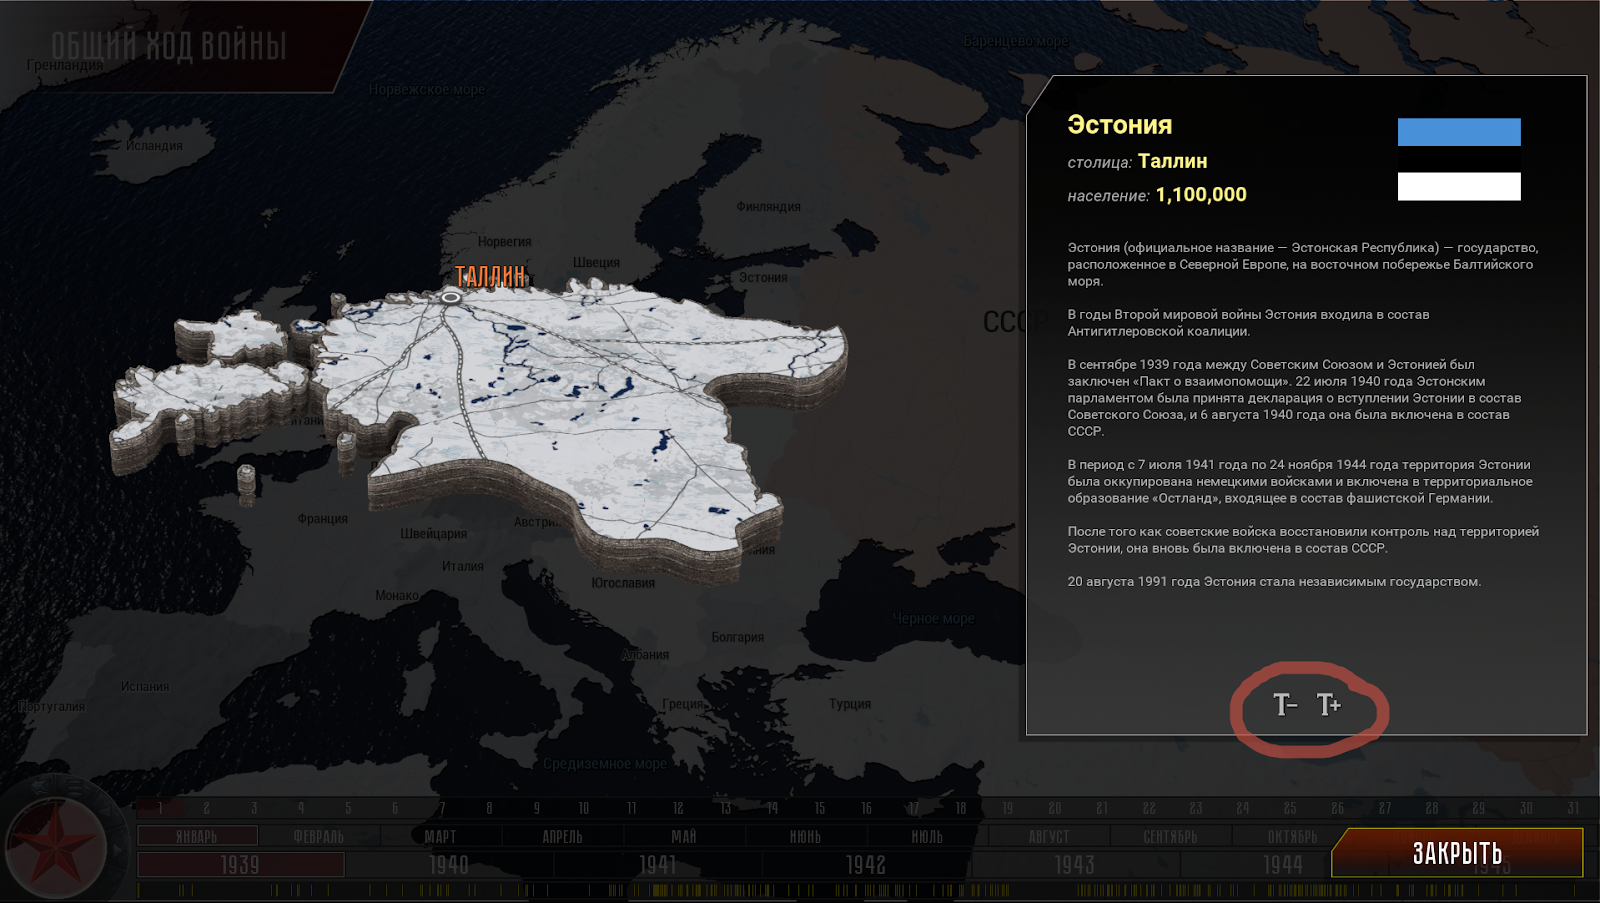 ОБЩИЙ ХОД ВОЙНЫ
Гренландия
Норвежское море
Баренцево море
Исландия
Финляндия
Норвегия
Швеция
Эстония
СССР
ТАЛЛИН
Франция
Швейцария
Италия
Югославия
Монако
Черное море
Болгария
Албания
Испания
Португалия
Греция
Турция
Средиземное море
Эстония
столица: Таллин
население: 1,100,000
Эстония (официальное название — Эстонская Республика) — государство,
расположенное в Северной Европе, на восточном побережье Балтийского
моря.
В годы Второй мировой войны Эстония входила в состав
Антигитлеровской коалиции.
В сентябре 1939 года между Советским Союзом и Эстонией был
заключен «Пакт о взаимопомощи». 22 июля 1940 года Эстонским
парламентом была принята декларация о вступлении Эстонии в состав
Советского Союза, и 6 августа 1940 года она была включена в состав
СССР.
В период с 7 июля 1941 года по 24 ноября 1944 года территория Эстонии
была оккупирована немецкими войсками и включена в территориальное
образование «Остланд», входящее в состав фашистской Германии.
После того как советские войска восстановили контроль над территорией
Эстонии, она вновь была включена в состав СССР.
20 августа 1991 года Эстония стала независимым государством.
T- T+
1 2 3 4 5 6 7 8 9 10 11 12 13 14 15 16 17 18 19 20 21 22 23 24 25 26 27 28 29 30 31
ЯНВАРЬ ФЕВРАЛЬ МАРТ АПРЕЛЬ МАЙ ИЮНЬ ИЮЛЬ АВГУСТ СЕНТЯБРЬ ОКТЯБРЬ
1939 1940 1941 1942 1943 1944 1945
ЗАКРЫТЬ